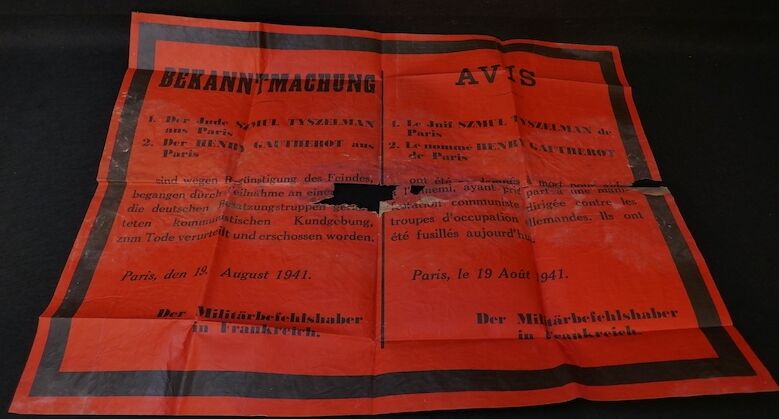 BEKANNTMACHUNG
1. Der Jude SZMUL TYSZELMAN
aus Paris
2. Der HENRY GAUTHEROT aus
Paris
sind wegen Begünstigung des Feindes,
begangen durch Teilnahme an einer
die deutschen Besatzungstruppen
teten kommunistischen Kundgebung,
zum Tode verurteilt und erschossen worden.
Paris, den 19. August 1941.
Der Militärbefehlshaber
in Frankreich.
AVIS
1. Le Juif SZMUL TYSZELMAN de
Paris
2. Le nommé HENRY GAUTHEROT
de Paris
ont été mort pour
l'ennemi, ayant pris part à une mani-
festation communiste dirigée contre les
troupes d'occupation allemandes. Ils ont
été fusillés aujourd'hui.
Paris, le 19 Août 1941.
Der Militärbefehlshaber
in Frankreich.